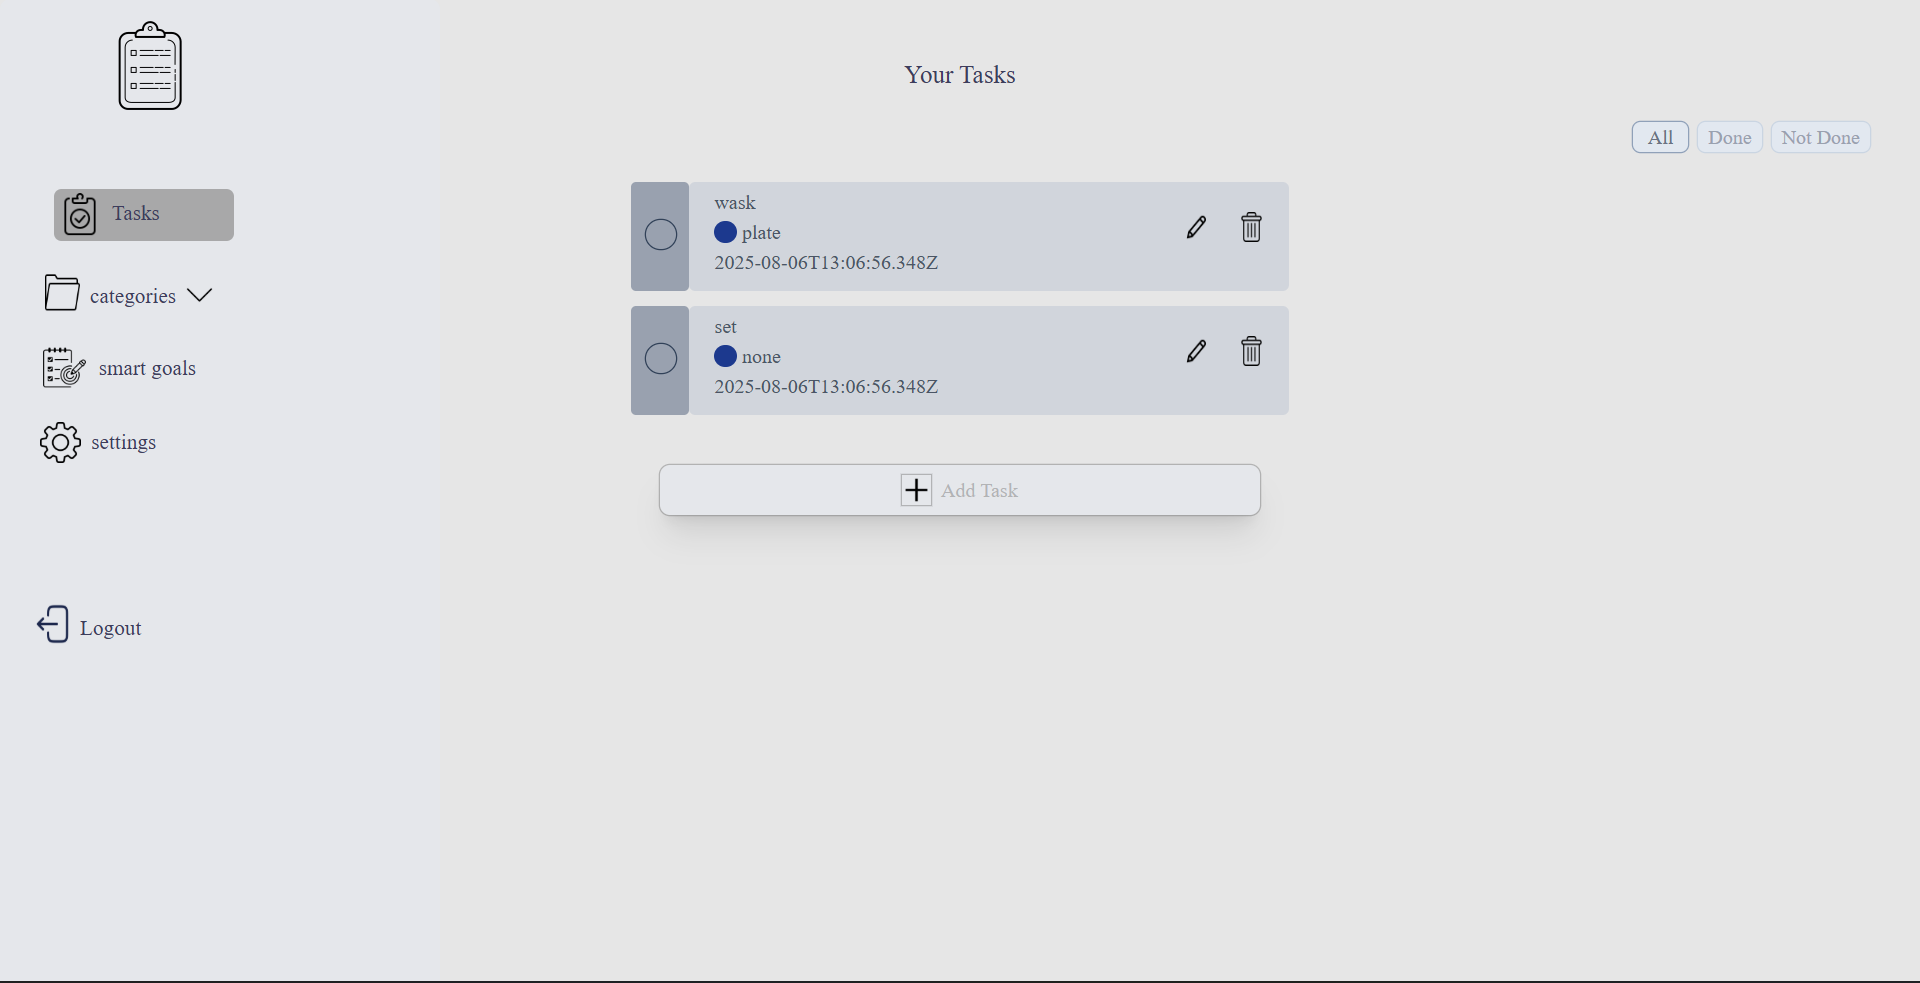 Your Tasks
All
Done
Not Done
Tasks
categories
smart goals
settings
Logout
wask
plate
2025-08-06T13:06:56.348Z
set
none
2025-08-06T13:06:56.348Z
Add Task